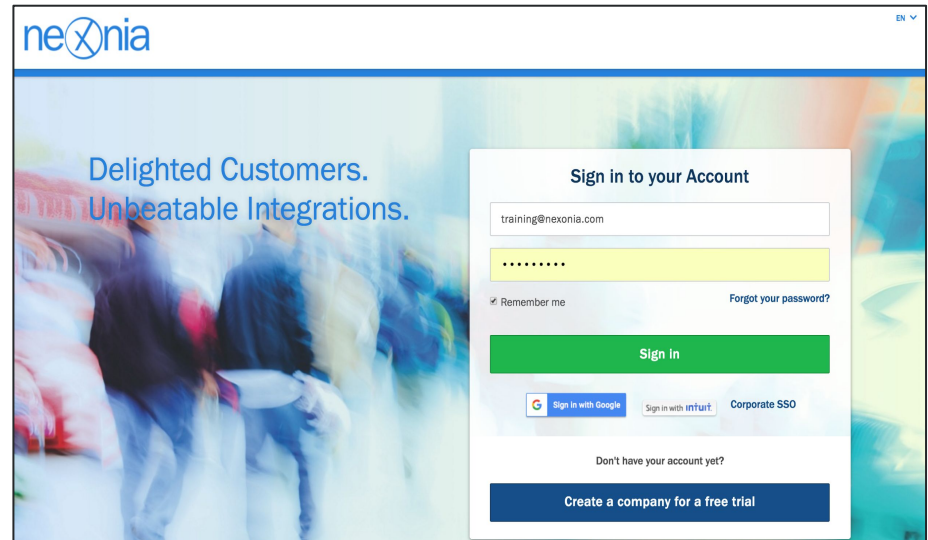 nexonia
EN
Delighted Customers.
Unbeatable Integrations.
Sign in to your Account
training@nexonia.com
•••••••••
Remember me
Forgot your password?
Sign in
G Sign in with Google
Sign in with intuit.
Corporate SSO
Don't have your account yet?
Create a company for a free trial